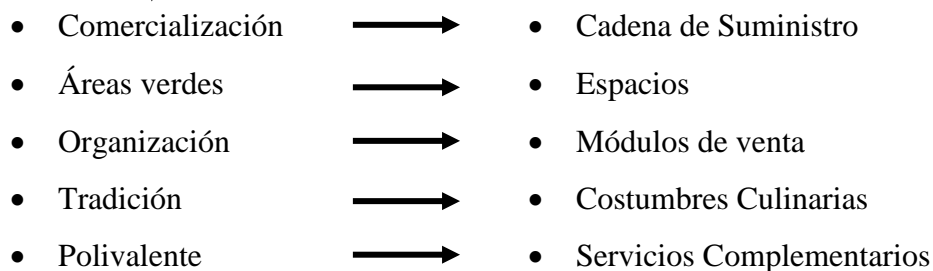 • Comercialización • Cadena de Suministro
• Áreas verdes • Espacios
• Organización • Módulos de venta
• Tradición • Costumbres Culinarias
• Polivalente • Servicios Complementarios